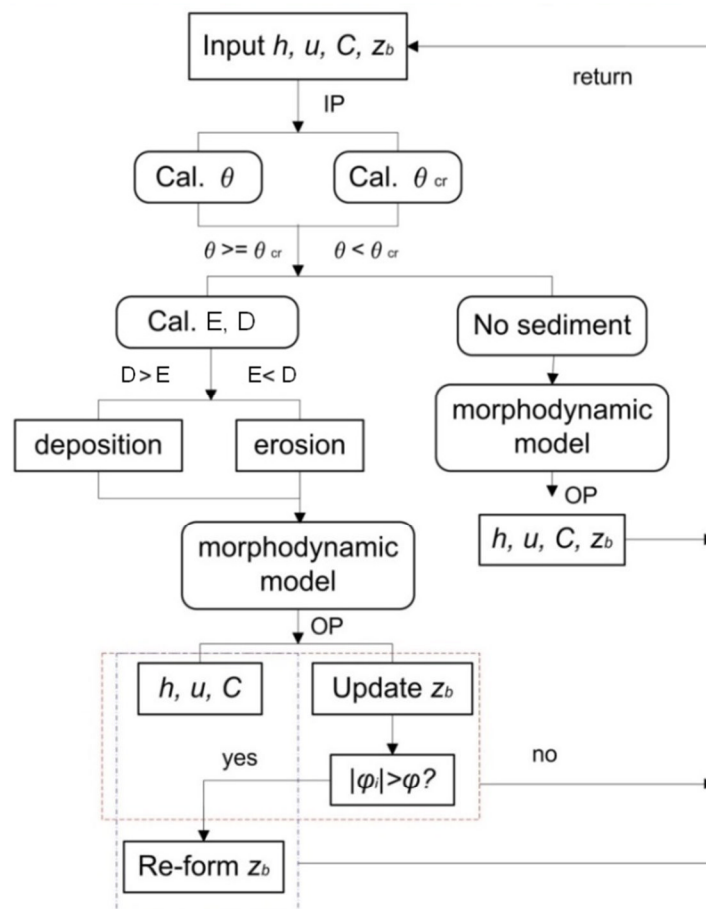 Input h, u, C, zb
return
IP
Cal. θ
Cal. θ cr
θ >= θ cr
θ < θ cr
Cal. E, D
No sediment
D > E
E< D
morphodynamic
model
deposition
erosion
OP
h, u, C, zb
morphodynamic
model
OP
h, u, C
Update zb
yes
no
|φi|>φ?
Re-form zb